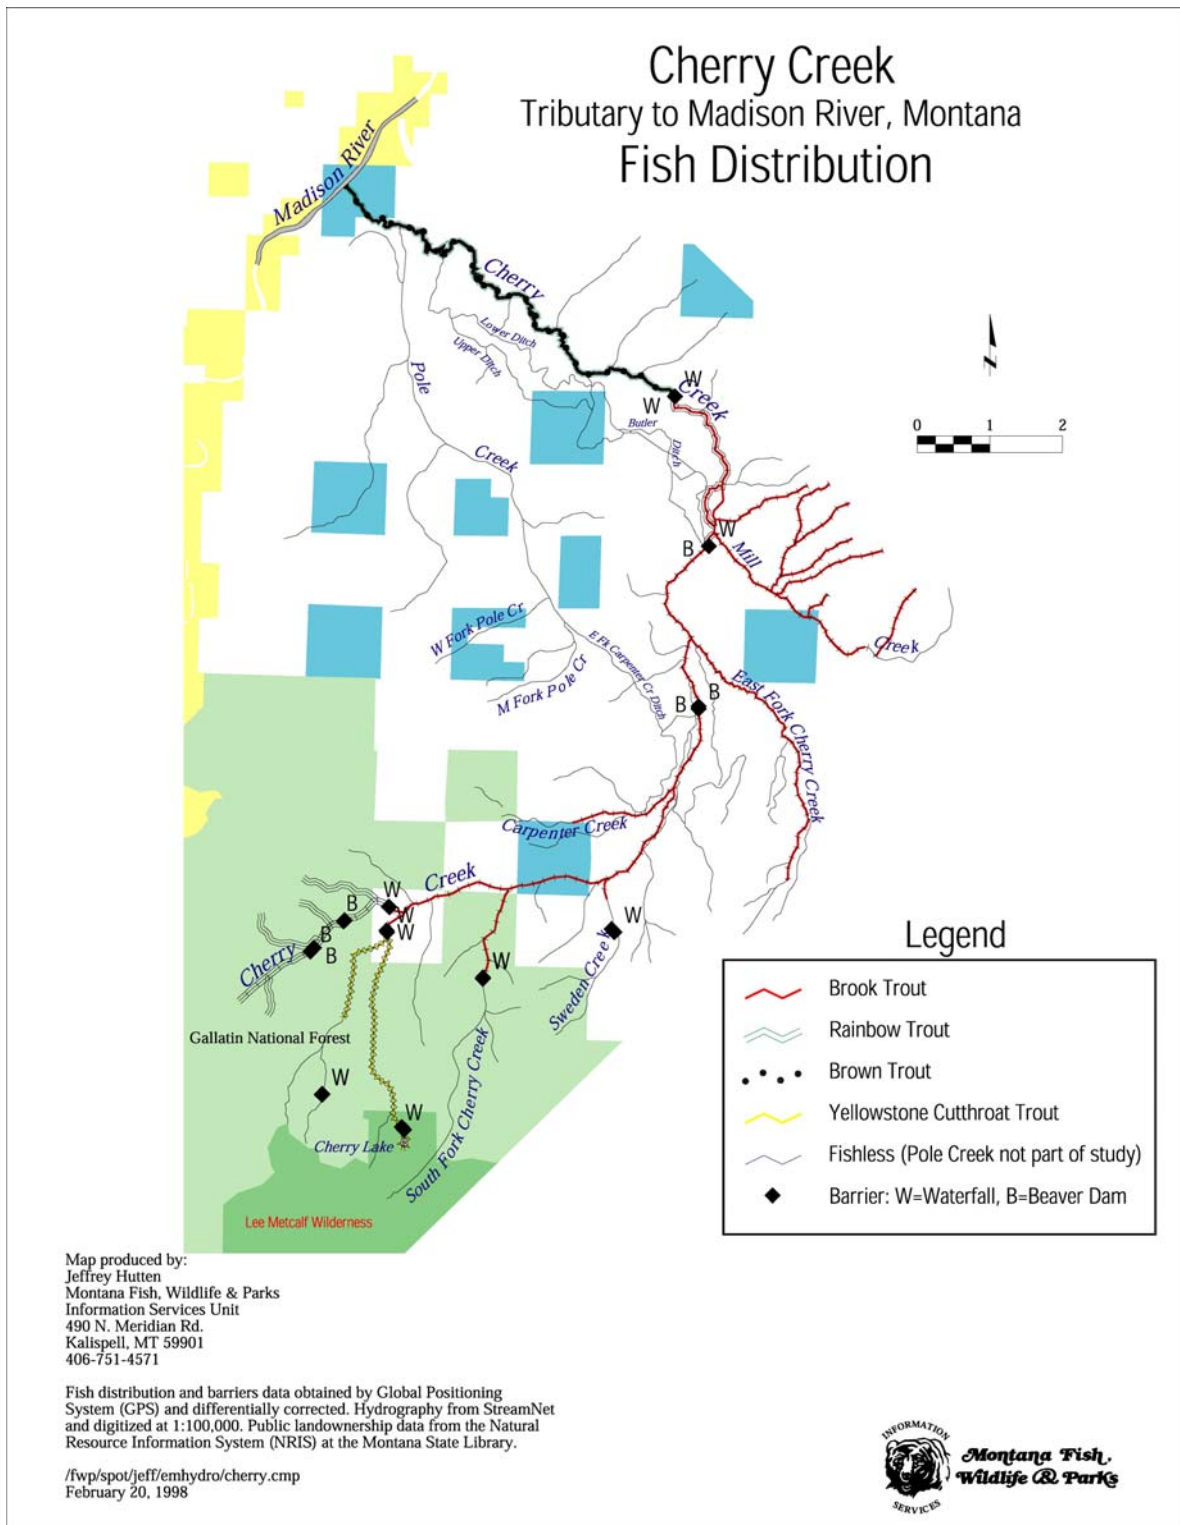 Cherry Creek
Tributary to Madison River, Montana
Fish Distribution
Madison River
Cherry
Lower Ditch
Upper Ditch
Pole
W
Creek
W
Butler
Ditch
0 1 2
N
Creek
W
B
Mill
W Fork Pole Cr
E Fk Carpenter Cr Ditch
Creek
M Fork Pole Cr
B
B
East Fork Cherry Creek
Carpenter Creek
Creek
W
B
W
W
B
B
Cherry
W
W
Sweden Creek
Gallatin National Forest
W
W
Cherry Lake
South Fork Cherry Creek
Lee Metcalf Wilderness
Legend
Brook Trout
Rainbow Trout
Brown Trout
Yellowstone Cutthroat Trout
Fishless (Pole Creek not part of study)
Barrier: W=Waterfall, B=Beaver Dam
Map produced by:
Jeffrey Hutten
Montana Fish, Wildlife & Parks
Information Services Unit
490 N. Meridian Rd.
Kalispell, MT 59901
406-751-4571
Fish distribution and barriers data obtained by Global Positioning
System (GPS) and differentially corrected. Hydrography from StreamNet
and digitized at 1:100,000. Public landownership data from the Natural
Resource Information System (NRIS) at the Montana State Library.
/fwp/spot/jeff/emhydro/cherry.cmp
February 20, 1998
INFORMATION
SERVICES
Montana Fish,
Wildlife & Parks